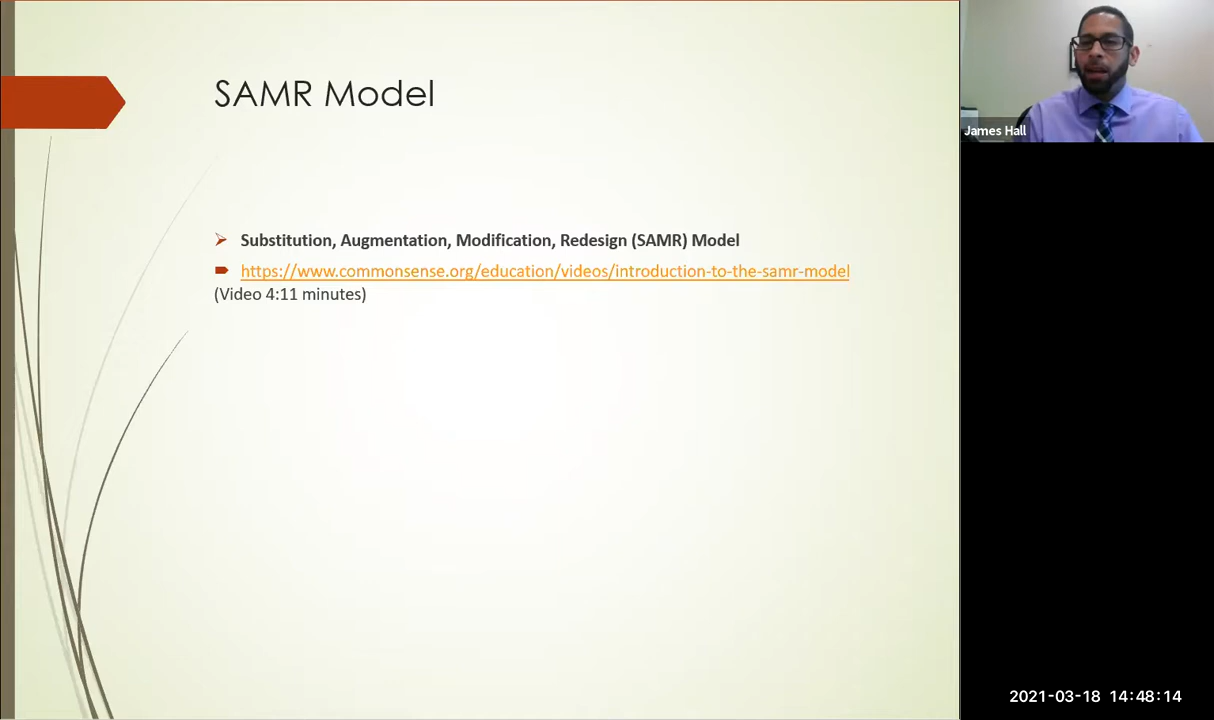 SAMR Model
Substitution, Augmentation, Modification, Redesign (SAMR) Model
https://www.commonsense.org/education/videos/introduction-to-the-samr-model
(Video 4:11 minutes)
James Hall
2021-03-18 14:48:14